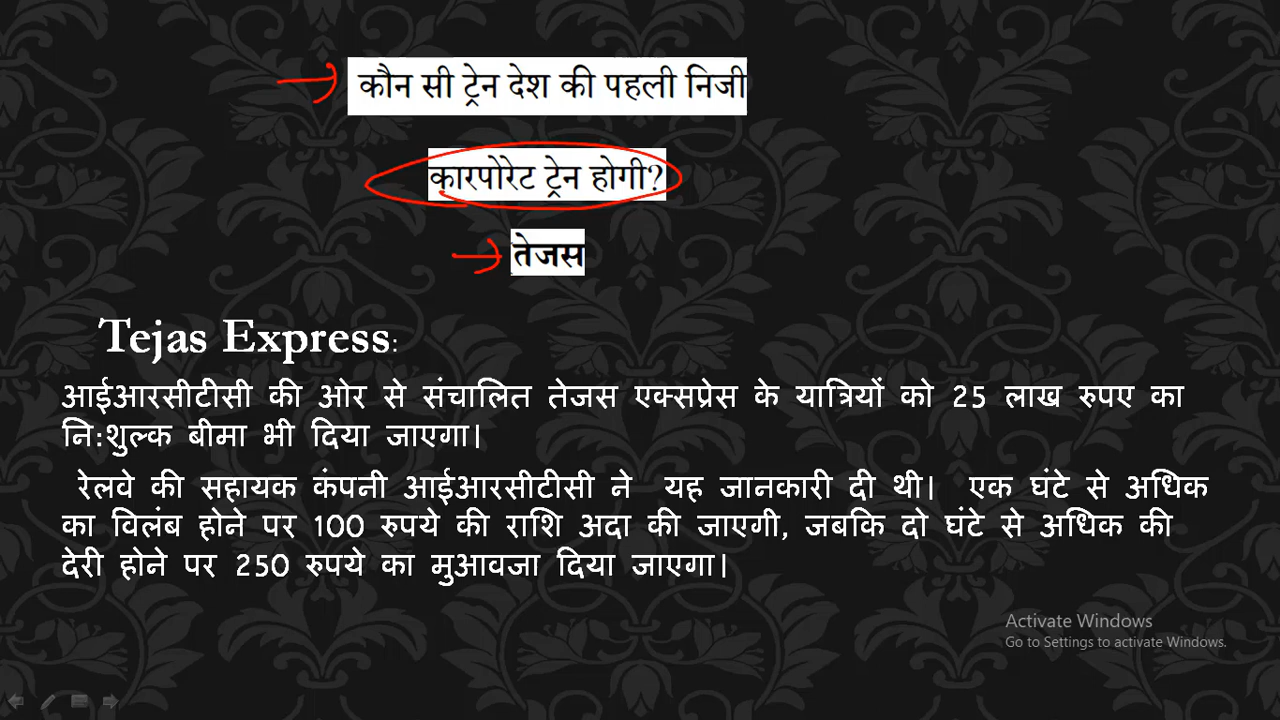 कौन सी ट्रेन देश की पहली निजी
कारपोरेट ट्रेन होगी?
तेजस
Tejas Express:
आईआरसीटीसी की ओर से संचालित तेजस एक्सप्रेस के यात्रियों को 25 लाख रुपए का
नि:शुल्क बीमा भी दिया जाएगा।
रेलवे की सहायक कंपनी आईआरसीटीसी ने यह जानकारी दी थी। एक घंटे से अधिक
का विलंब होने पर 100 रुपये की राशि अदा की जाएगी, जबकि दो घंटे से अधिक की
देरी होने पर 250 रुपये का मुआवजा दिया जाएगा।
Activate Windows
Go to Settings to activate Windows.